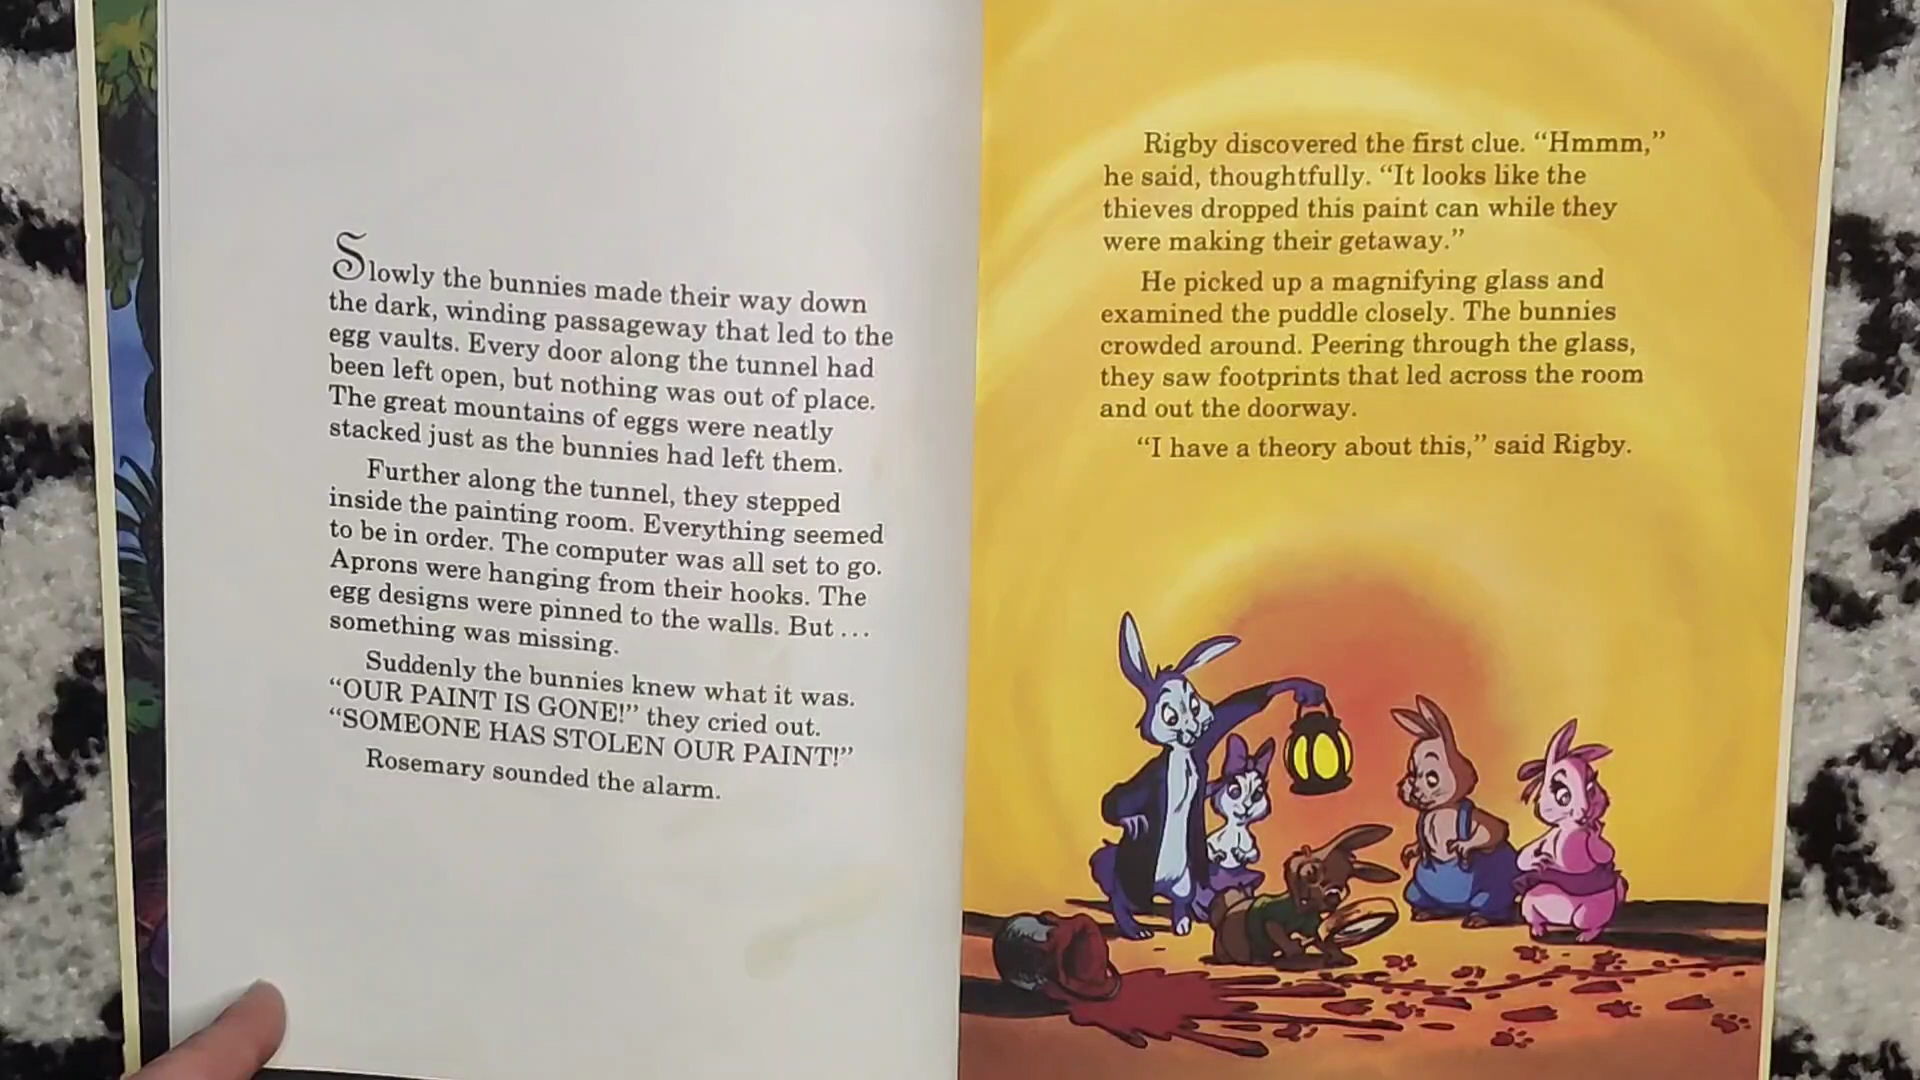 Slowly the bunnies made their way down
the dark, winding passageway that led to the
egg vaults. Every door along the tunnel had
been left open, but nothing was out of place.
The great mountains of eggs were neatly
stacked just as the bunnies had left them.
Further along the tunnel, they stepped
inside the painting room. Everything seemed
to be in order. The computer was all set to go.
Aprons were hanging from their hooks. The
egg designs were pinned to the walls. But...
something was missing.
Suddenly the bunnies knew what it was.
“OUR PAINT IS GONE!” they cried out.
“SOMEONE HAS STOLEN OUR PAINT!”
Rosemary sounded the alarm.
Rigby discovered the first clue. “Hmmm,”
he said, thoughtfully. “It looks like the
thieves dropped this paint can while they
were making their getaway.”
He picked up a magnifying glass and
examined the puddle closely. The bunnies
crowded around. Peering through the glass,
they saw footprints that led across the room
and out the doorway.
“I have a theory about this,” said Rigby.